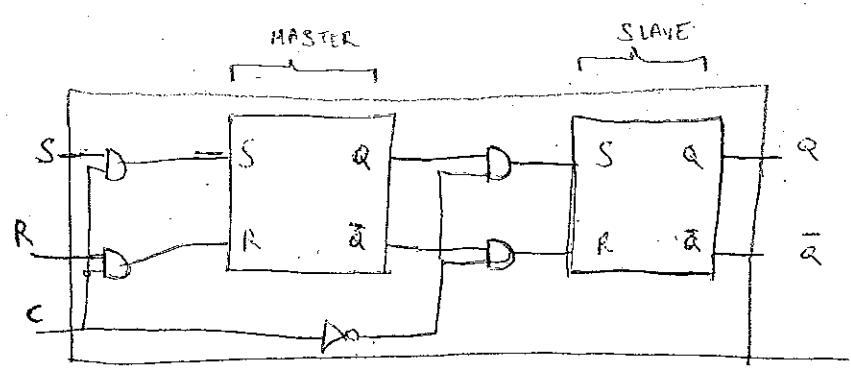 MASTER
SLAVE
S S Q S Q Q
R R Q̅ R Q̅ Q̅
C